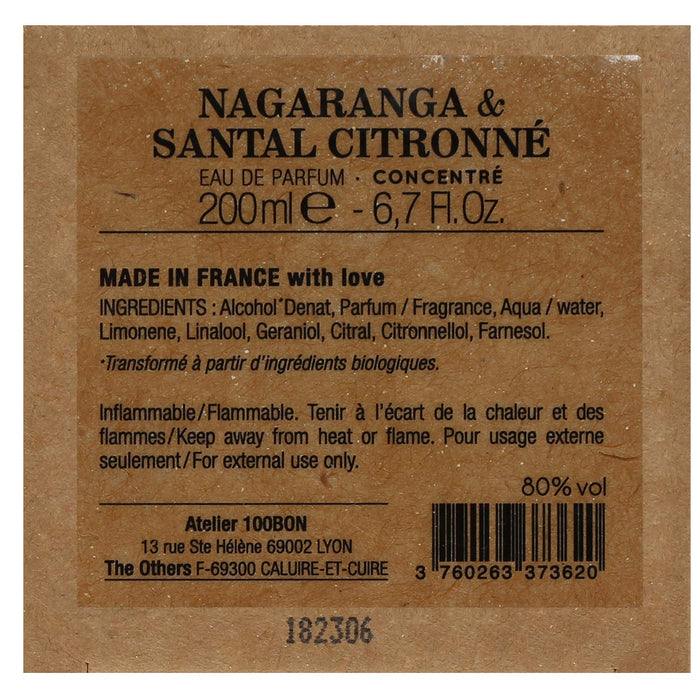 NAGARANGA &
SANTAL CITRONNÉ
EAU DE PARFUM · CONCENTRÉ
200ml e - 6,7 Fl.Oz.
MADE IN FRANCE with love
INGREDIENTS : Alcohol*Denat, Parfum / Fragrance, Aqua / water,
Limonene, Linalool, Geraniol, Citral, Citronnellol, Farnesol.
*Transformé à partir d'ingrédients biologiques.
Inflammable/Flammable. Tenir à l'écart de la chaleur et des
flammes/Keep away from heat or flame. Pour usage externe
seulement/For external use only.
80% vol
Atelier 100BON
13 rue Ste Hélène 69002 LYON
The Others F-69300 CALUIRE-ET-CUIRE
3 760263 373620
182306